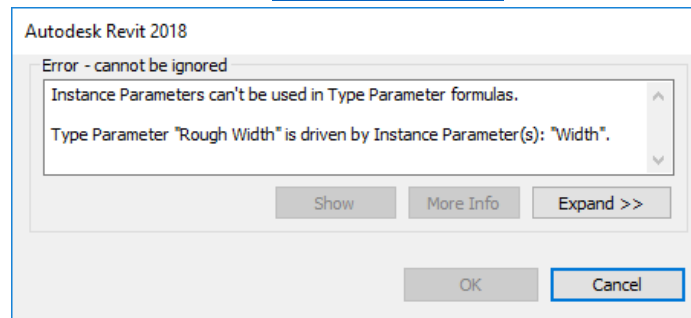 Autodesk Revit 2018
Error - cannot be ignored
Instance Parameters can't be used in Type Parameter formulas.
Type Parameter "Rough Width" is driven by Instance Parameter(s): "Width".
Show
More Info
Expand >>
OK
Cancel